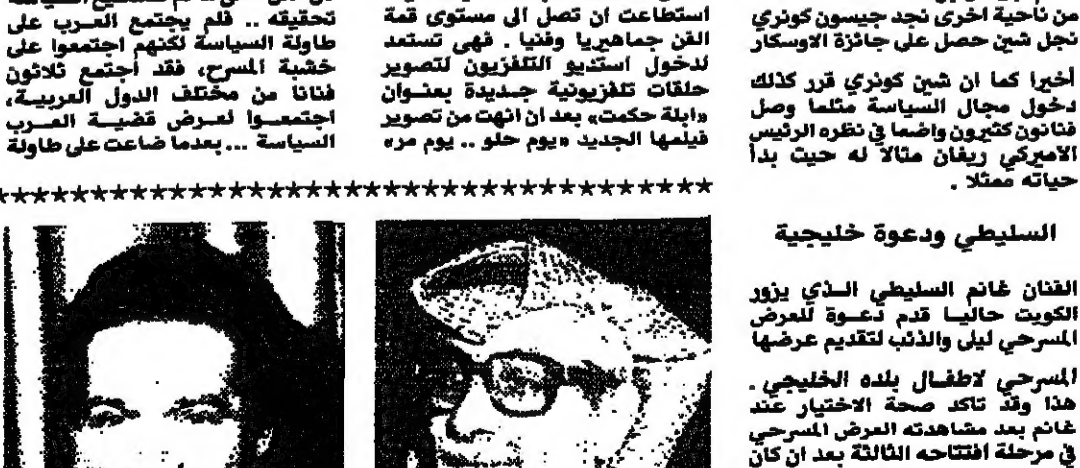 من ناحية اخرى نجد جيسون كونري
نجل شين حصل على جائزة الاوسكار
أخيرا كما ان شين كونري قرر كذلك
دخول مجال السياسة مثلما وصل
فنانون كثيرون واضعا في نظره الرئيس
الاميركي ريغان مثالا له حيث بدأ
حياته ممثلا .
السليطي ودعوة خليجية
الفنان غانم السليطي الذي يزور
الكويت حاليا قدم دعوة للعرض
المسرحي ليلى والذئب لتقديم عرضها
المسرحي لاطفال بلده الخليجي .
هذا وقد تاكد صحة الاختيار عند
غانم بعد مشاهدته العرض المسرحي
في مرحلة افتتاحه الثالثة بعد ان كان
استطاعت ان تصل الى مستوى قمة
الفن جماهيريا وفنيا . فهي تستعد
لدخول استديو التلفزيون لتصوير
حلقات تلفزيونية جديدة بعنوان
«ابلة حكمت» بعد ان انهت من تصوير
فيلمها الجديد «يوم حلو .. يوم مر»
تحقيقه .. فلم يجتمع العرب على
طاولة السياسة لكنهم اجتمعوا على
خشبة المسرح، فقد أجتمع ثلاثون
فنانا من مختلف الدول العربية،
اجتمعوا لعرض قضية العرب
السياسة ... بعدما ضاعت على طاولة